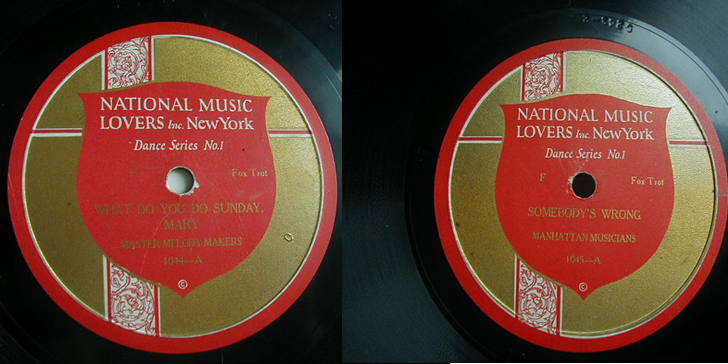 NATIONAL MUSIC
LOVERS Inc. New York
Dance Series No.1
F
Fox Trot
WHAT DO YOU DO SUNDAY,
MARY
MASTER MELODY MAKERS
1044—A
©
NATIONAL MUSIC
LOVERS Inc. New York
Dance Series No.1
F
Fox Trot
SOMEBODY'S WRONG
MANHATTAN MUSICIANS
1045—A
©